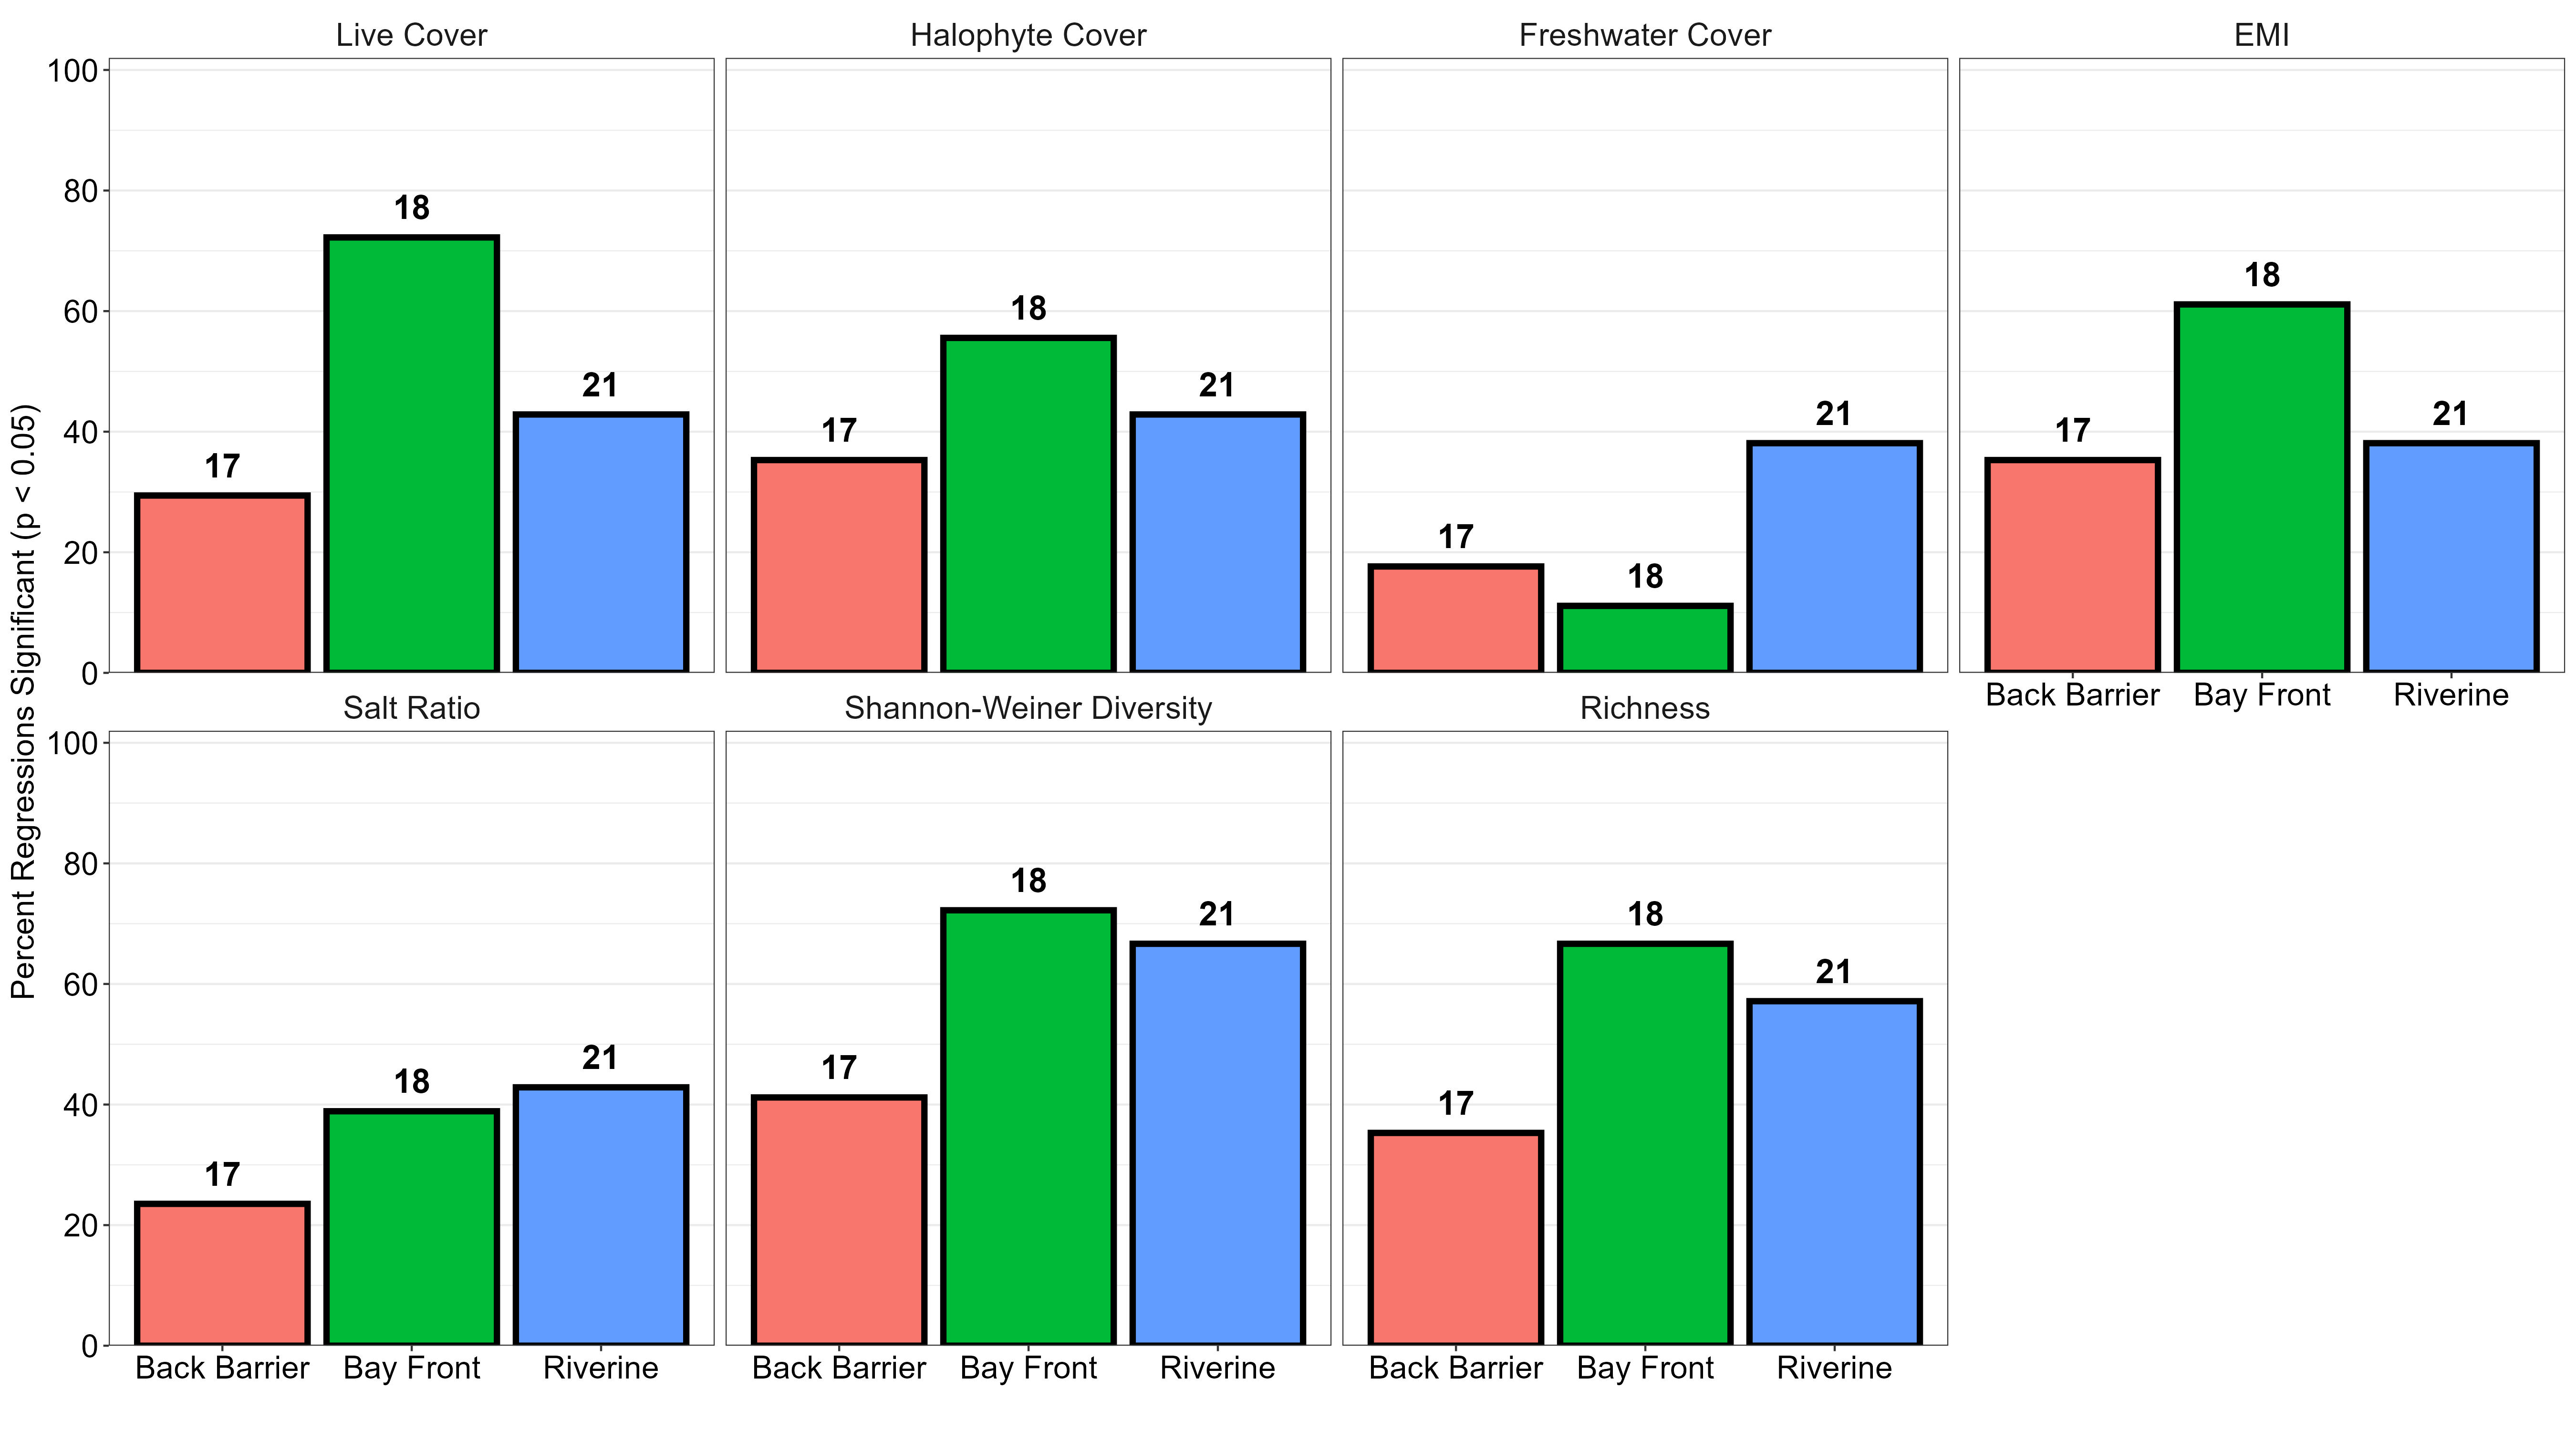 Live Cover
Halophyte Cover
Freshwater Cover
EMI
Percent Regressions Significant (p < 0.05)
100
80
60
40
20
0
17
18
21
17
18
21
17
18
21
17
18
21
Back Barrier
Bay Front
Riverine
Salt Ratio
Shannon-Weiner Diversity
Richness
100
80
60
40
20
0
17
18
21
17
18
21
17
18
21
Back Barrier
Bay Front
Riverine
Back Barrier
Bay Front
Riverine
Back Barrier
Bay Front
Riverine